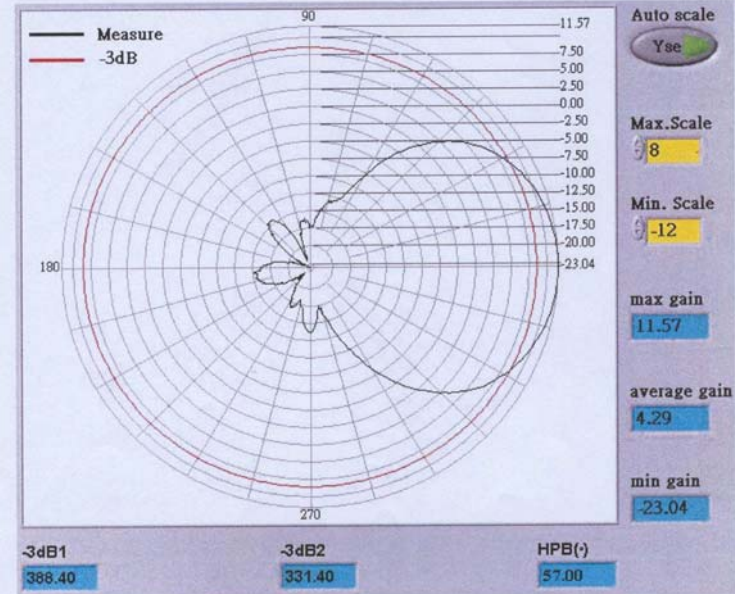 Measure
-3dB
90
180
270
11.57
7.50
5.00
2.50
0.00
-2.50
-5.00
-7.50
-10.00
-12.50
-15.00
-17.50
-20.00
-23.04
Auto scale
Yse
Max.Scale
8
Min. Scale
-12
max gain
11.57
average gain
4.29
min gain
-23.04
-3dB1
388.40
-3dB2
331.40
HPB(·)
57.00